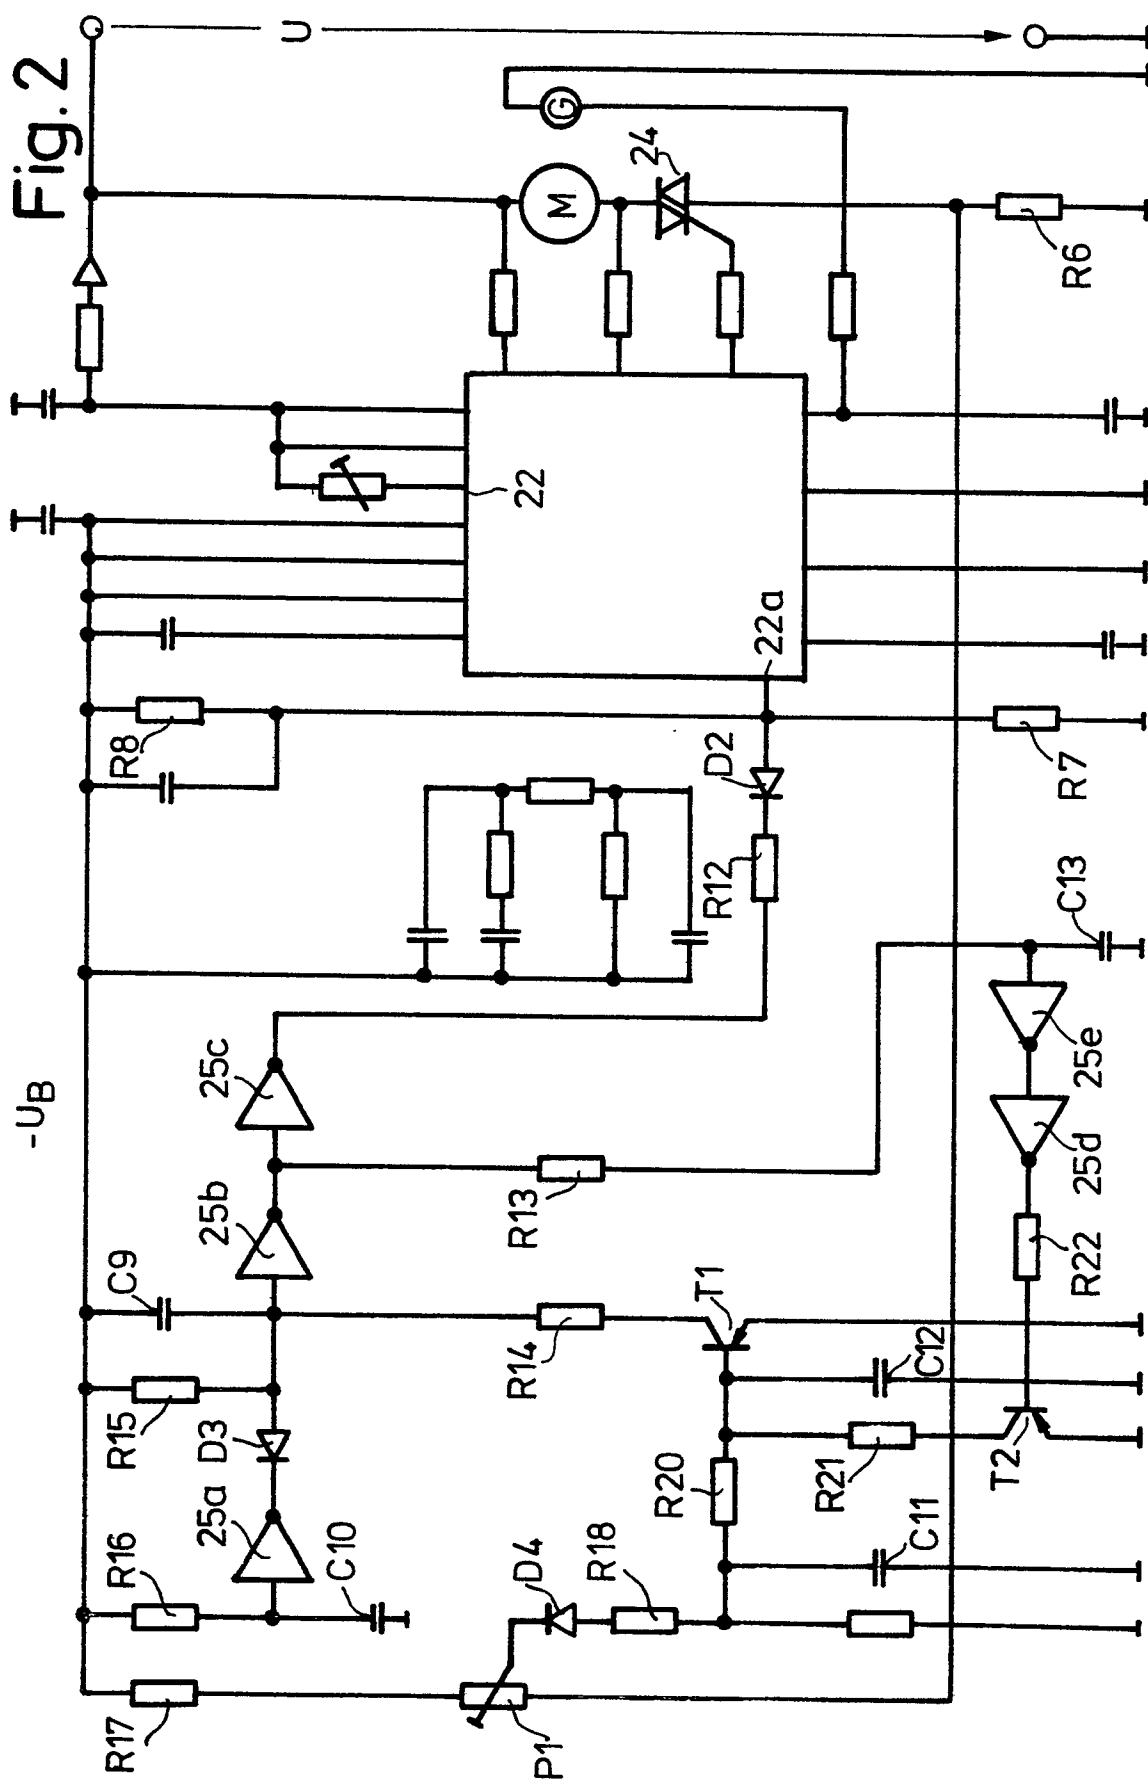 Fig. 2
-UB
U
R17
R16
R15
C9
R8
25a
D3
25b
25c
C10
22
M
G
24
P1
D4
R18
R20
R14
R13
R12
D2
22a
T1
C11
R21
C12
T2
R22
25d
25e
C13
R7
R6